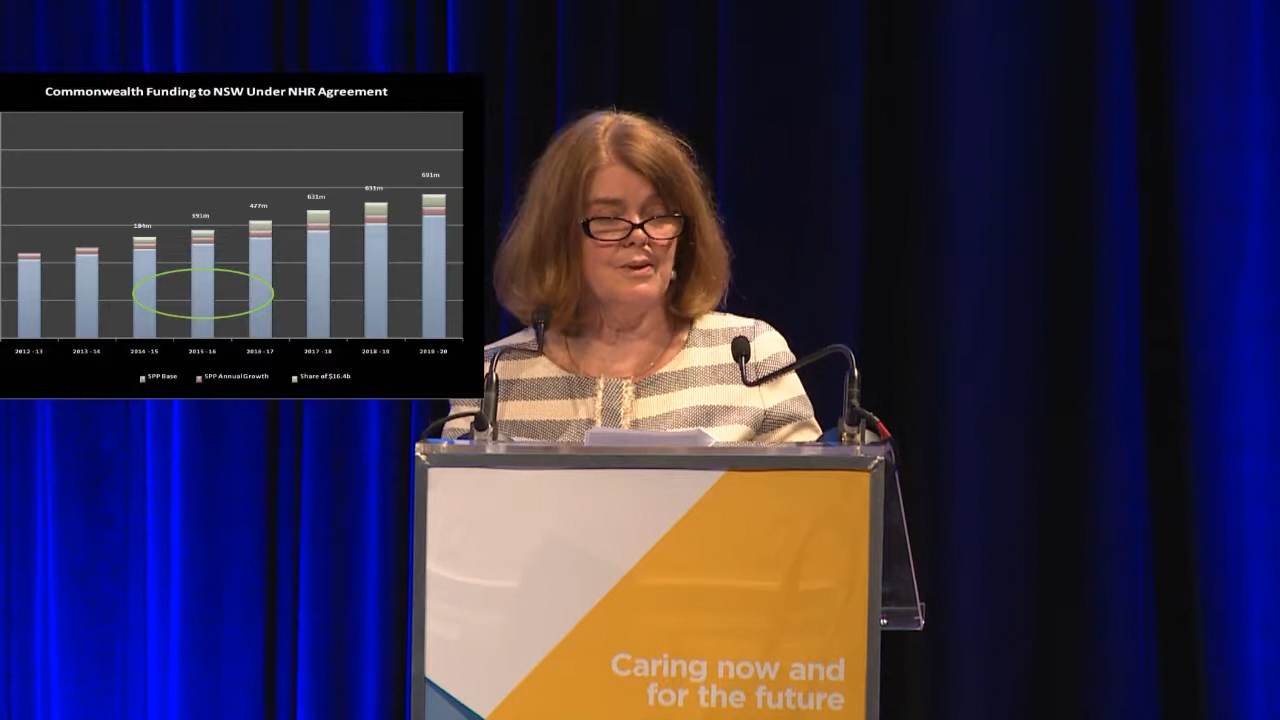 Commonwealth Funding to NSW Under NHR Agreement
691m
631m
631m
477m
391m
184m
2012 - 13
2013 - 14
2014 - 15
2015 - 16
2016 - 17
2017 - 18
2018 - 19
2019 - 20
SPP Base
SPP Annual Growth
Share of $16.4b
Caring now and
for the future